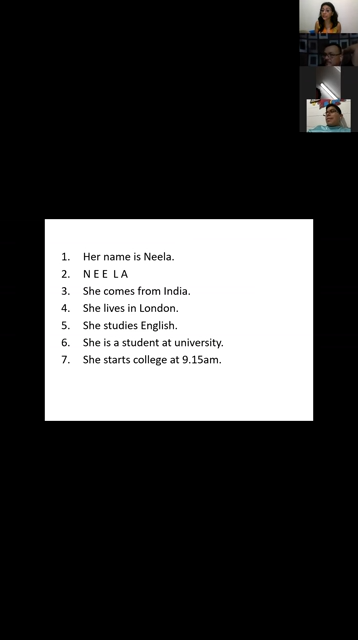 1. Her name is Neela.
2. N E E L A
3. She comes from India.
4. She lives in London.
5. She studies English.
6. She is a student at university.
7. She starts college at 9.15am.